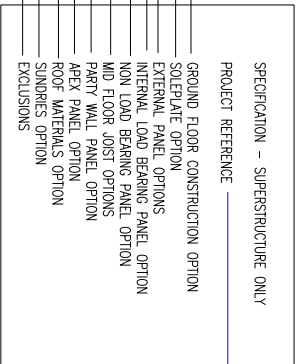 SPECIFICATION – SUPERSTRUCTURE ONLY
PROJECT REFERENCE
GROUND FLOOR CONSTRUCTION OPTION
SOLEPLATE OPTION
EXTERNAL PANEL OPTIONS
INTERNAL LOAD BEARING PANEL OPTION
NON LOAD BEARING PANEL OPTION
MID FLOOR JOIST OPTIONS
PARTY WALL PANEL OPTION
APEX PANEL OPTION
ROOF MATERIALS OPTION
SUNDRIES OPTION
EXCLUSIONS